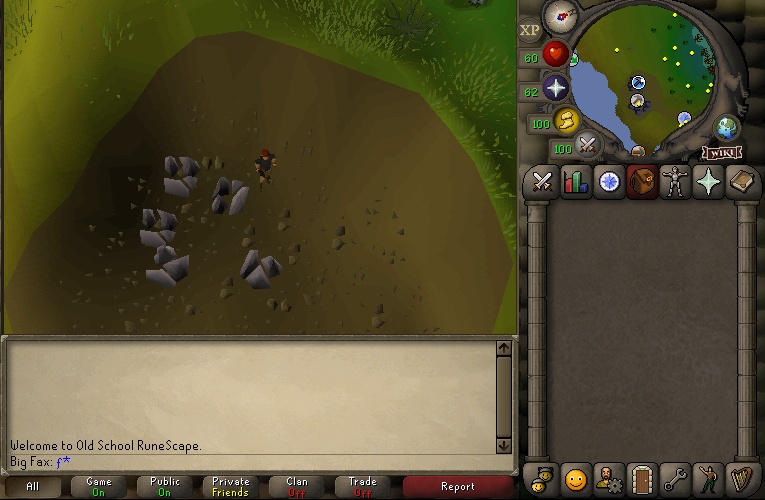 XP
60
62
100
100
WIKI
Welcome to Old School RuneScape.
Big Fax: f*
All
Game
On
Public
On
Private
Friends
Clan
Off
Trade
Off
Report